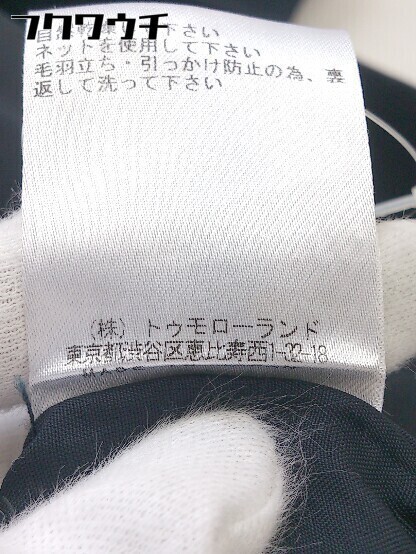 フクワウチ
下さい
ネットを使用して下さい
毛羽立ち・引っかけ防止の為、裏
返して洗って下さい
(株)トゥモローランド
東京都渋谷区恵比寿西1-32-18